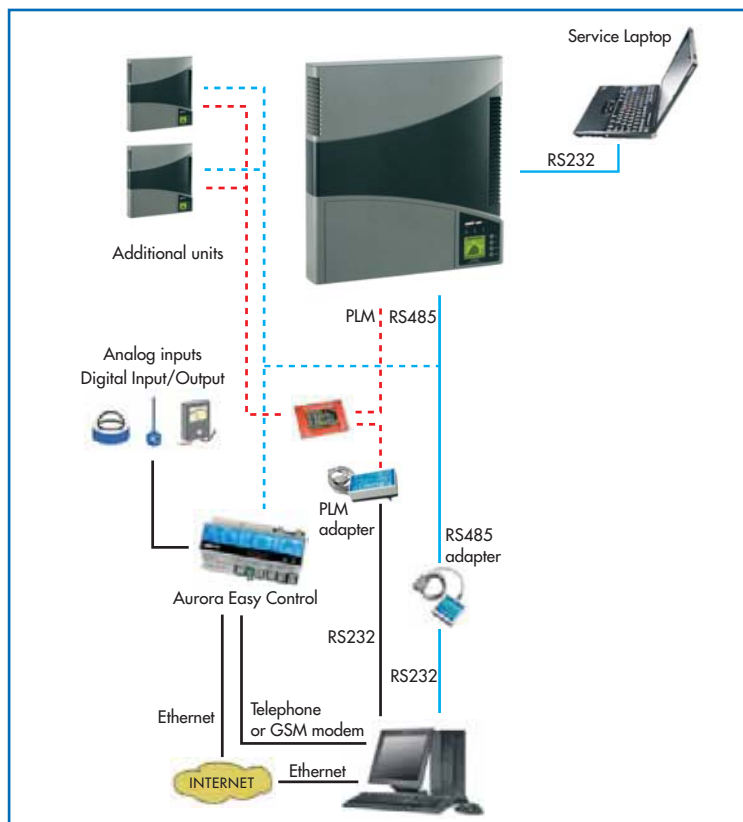 Service Laptop
RS232
Additional units
PLM
RS485
Analog inputs
Digital Input/Output
PLM
adapter
RS485
adapter
Aurora Easy Control
RS232
RS232
Ethernet
Telephone
or GSM modem
Ethernet
INTERNET